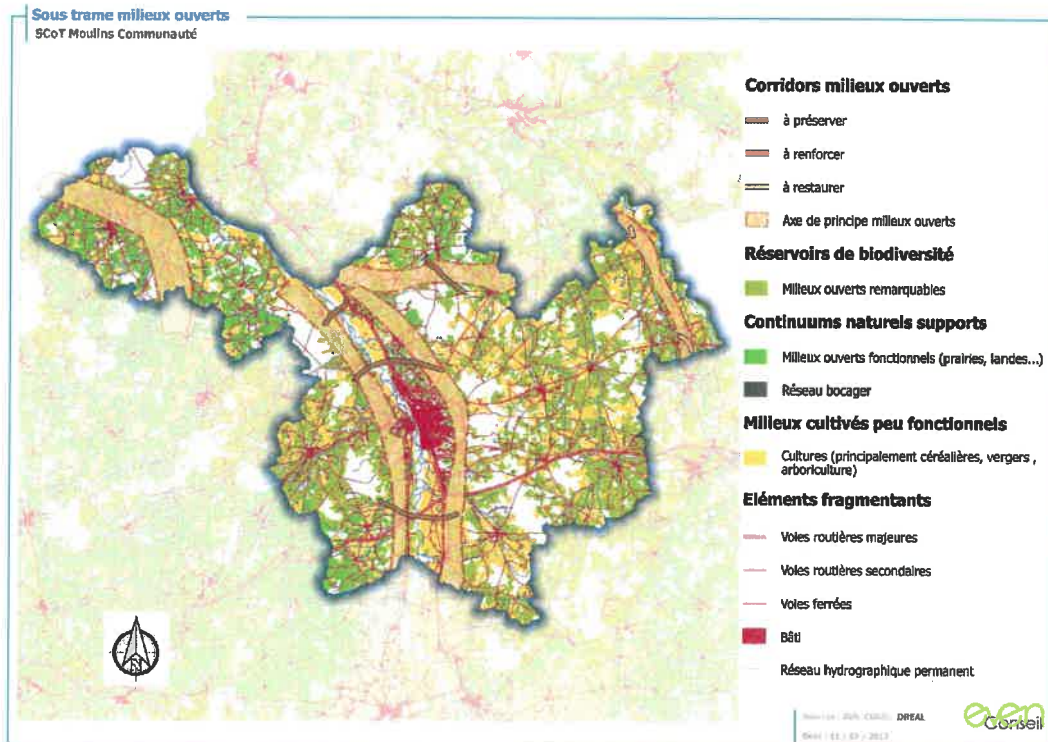 Sous trame milieux ouverts
SCoT Moulins Communauté
Corridors milieux ouverts
à préserver
à renforcer
à restaurer
Axe de principe milieux ouverts
Réservoirs de biodiversité
Milieux ouverts remarquables
Continuums naturels supports
Milieux ouverts fonctionnels (prairies, landes...)
Réseau bocager
Milieux cultivés peu fonctionnels
Cultures (principalement céréalières, vergers ,
arboriculture)
Eléments fragmentants
Voies routières majeures
Voies routières secondaires
Voies ferrées
Bâti
Réseau hydrographique permanent
N
DREAL
even Conseil